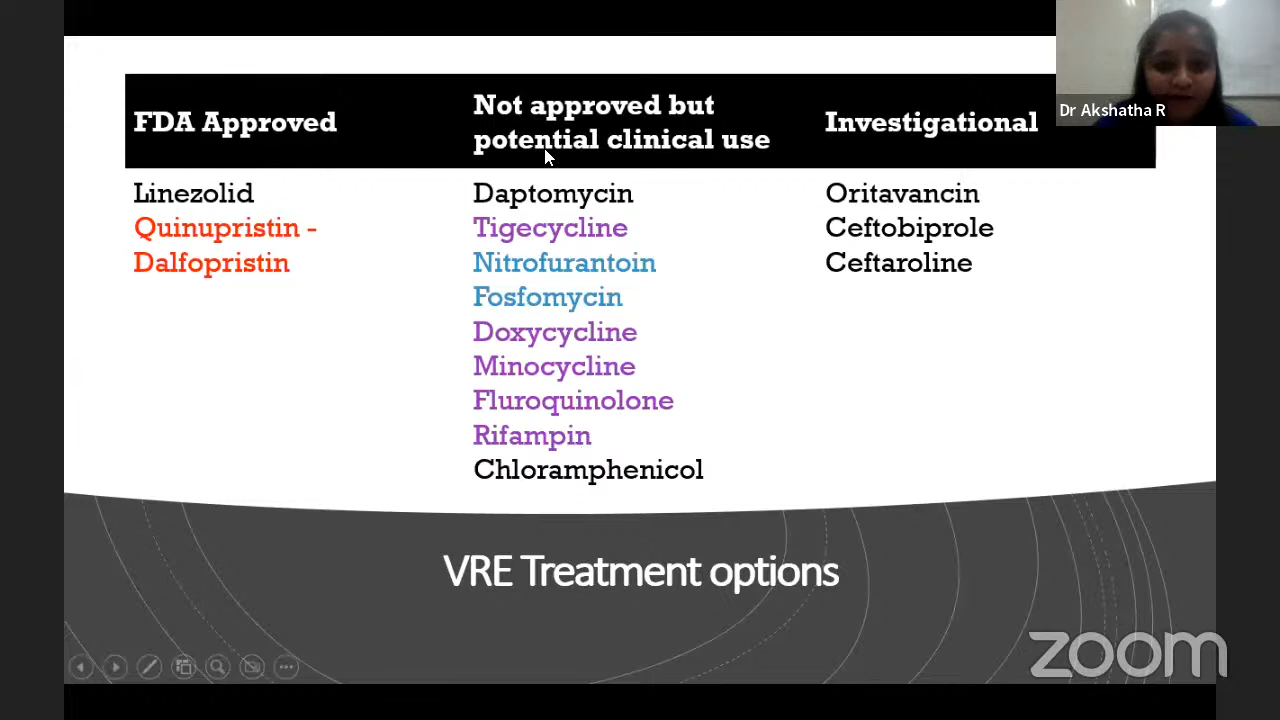 FDA Approved
Not approved but
potential clinical use
Investigational
Dr Akshatha R
Linezolid
Quinupristin -
Dalfopristin
Daptomycin
Tigecycline
Nitrofurantoin
Fosfomycin
Doxycycline
Minocycline
Fluroquinolone
Rifampin
Chloramphenicol
Oritavancin
Ceftobiprole
Ceftaroline
VRE Treatment options
zoom